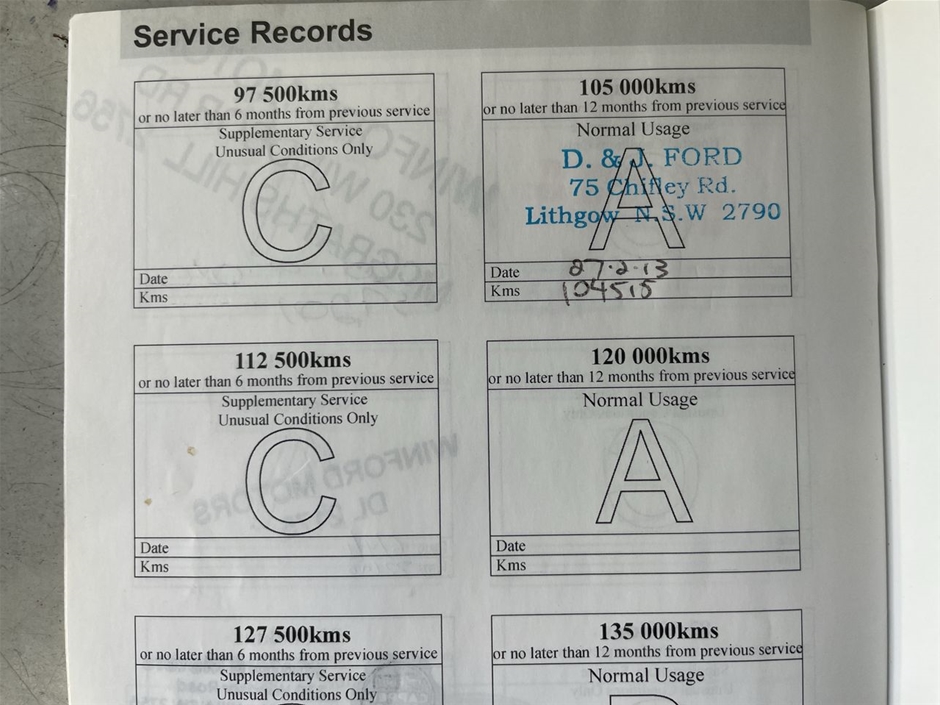 Service Records
97 500kms
or no later than 6 months from previous service
Supplementary Service
Unusual Conditions Only
C
Date
Kms
105 000kms
or no later than 12 months from previous service
Normal Usage
D. & J. FORD
75 Chifley Rd.
Lithgow N.S.W 2790
A
Date 27.2.13
Kms 104515
112 500kms
or no later than 6 months from previous service
Supplementary Service
Unusual Conditions Only
C
Date
Kms
120 000kms
or no later than 12 months from previous service
Normal Usage
A
Date
Kms
127 500kms
or no later than 6 months from previous service
Supplementary Service
Unusual Conditions Only
135 000kms
or no later than 12 months from previous service
Normal Usage
WINFORD MOTORS